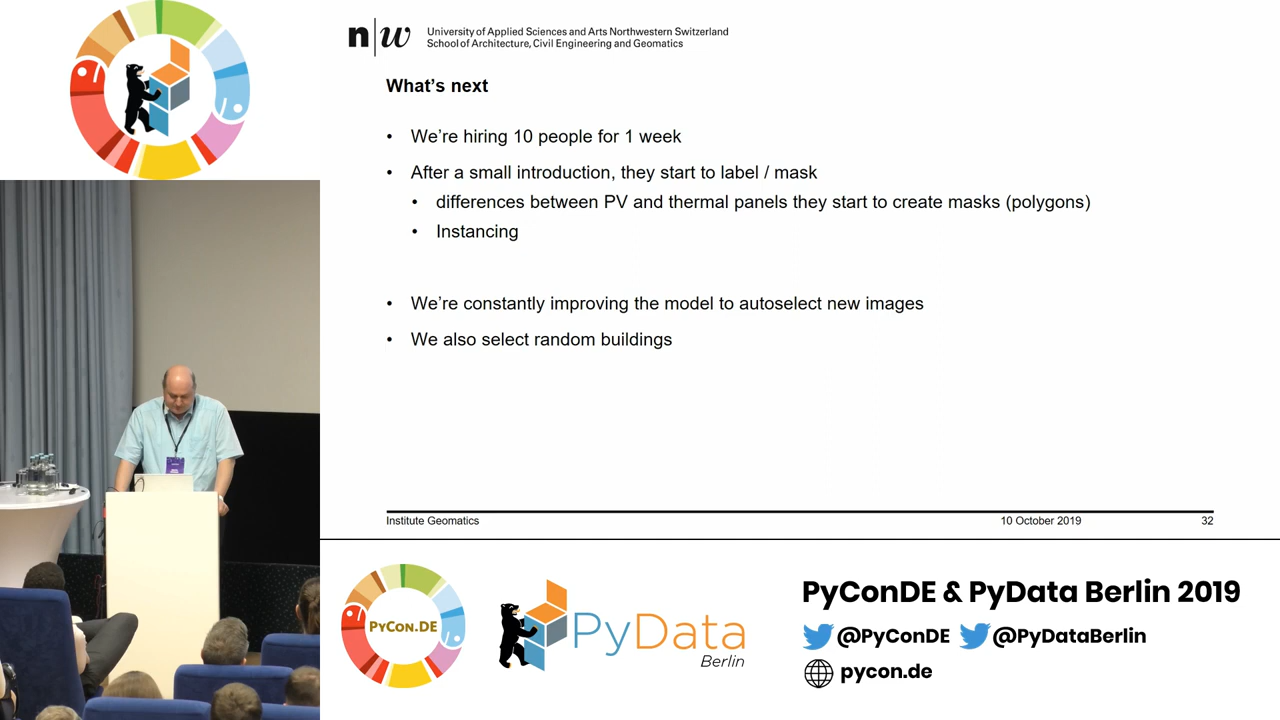 n|w University of Applied Sciences and Arts Northwestern Switzerland
School of Architecture, Civil Engineering and Geomatics
What's next
• We're hiring 10 people for 1 week
• After a small introduction, they start to label / mask
• differences between PV and thermal panels they start to create masks (polygons)
• Instancing
• We're constantly improving the model to autoselect new images
• We also select random buildings
Institute Geomatics 10 October 2019 32
PYCON.DE
PyData
Berlin
PyConDE & PyData Berlin 2019
@PyConDE @PyDataBerlin
pycon.de